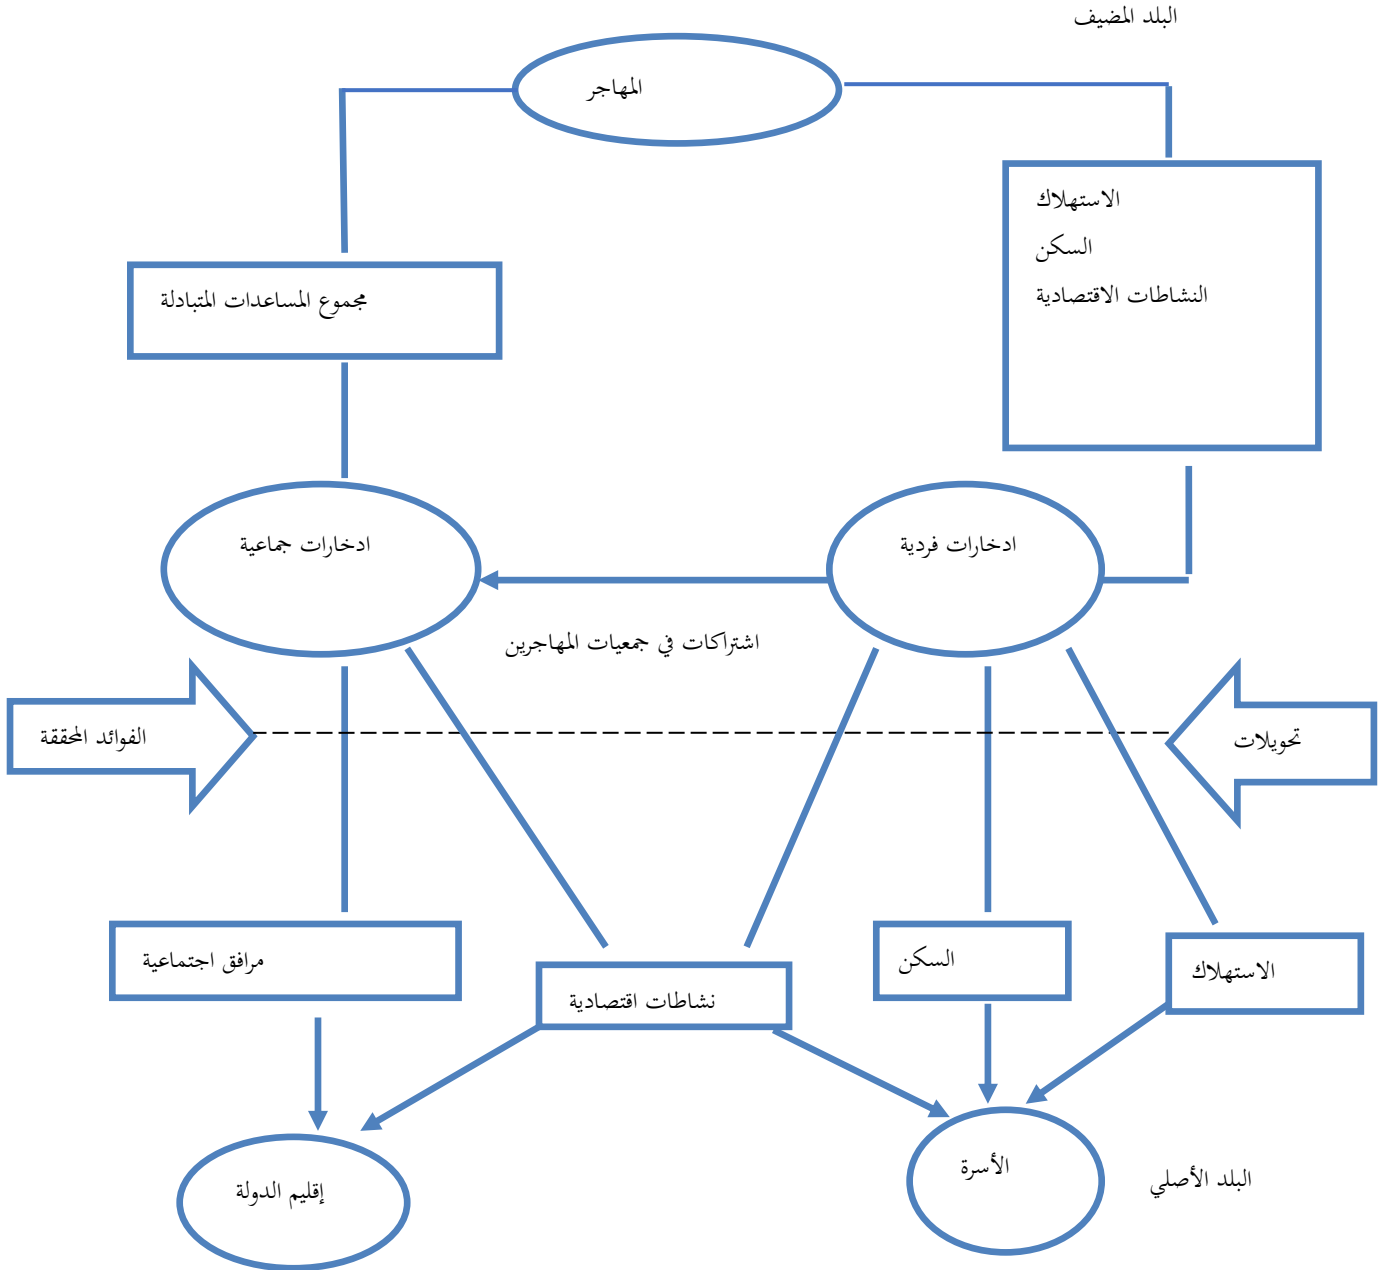 البلد المضيف
المهاجر
الاستهلاك
السكن
النشاطات الاقتصادية
مجموع المساعدات المتبادلة
ادخارات فردية
ادخارات جماعية
اشتراكات في جمعيات المهاجرين
تحويلات
الفوائد المحققة
الاستهلاك
السكن
نشاطات اقتصادية
مرافق اجتماعية
الأسرة
البلد الأصلي
إقليم الدولة